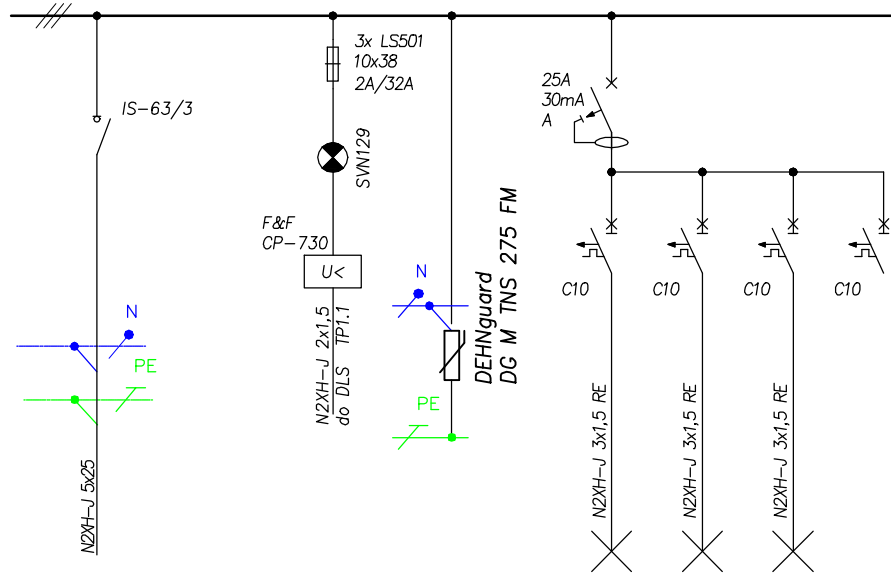 IS-63/3
N
PE
N2XH-J 5x25
3x LS501
10x38
2A/32A
SVN129
F&F
CP-730
U<
N2XH-J 2x1,5
do DLS TP1.1
N
PE
DEHNguard
DG M TNS 275 FM
25A
30mA
A
C10
C10
C10
C10
N2XH-J 3x1,5 RE
N2XH-J 3x1,5 RE
N2XH-J 3x1,5 RE